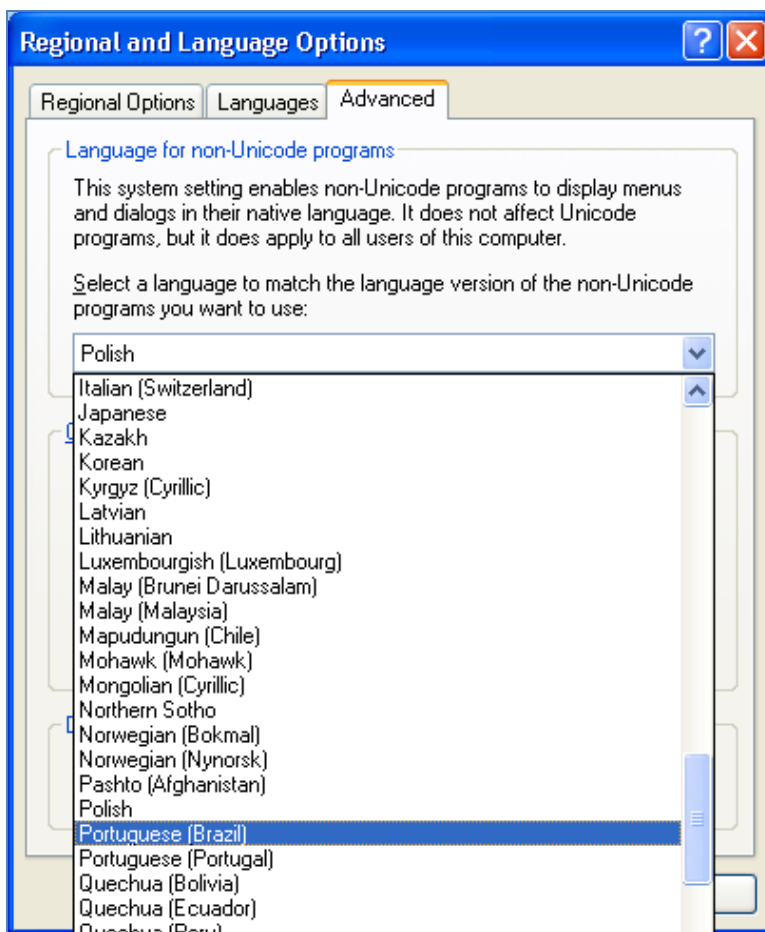 Regional and Language Options
Regional Options Languages Advanced
Language for non-Unicode programs
This system setting enables non-Unicode programs to display menus
and dialogs in their native language. It does not affect Unicode
programs, but it does apply to all users of this computer.
Select a language to match the language version of the non-Unicode
programs you want to use:
Polish
Italian (Switzerland)
Japanese
Kazakh
Korean
Kyrgyz (Cyrillic)
Latvian
Lithuanian
Luxembourgish (Luxembourg)
Malay (Brunei Darussalam)
Malay (Malaysia)
Mapudungun (Chile)
Mohawk (Mohawk)
Mongolian (Cyrillic)
Northern Sotho
Norwegian (Bokmal)
Norwegian (Nynorsk)
Pashto (Afghanistan)
Polish
Portuguese (Brazil)
Portuguese (Portugal)
Quechua (Bolivia)
Quechua (Ecuador)
Quechua (Peru)